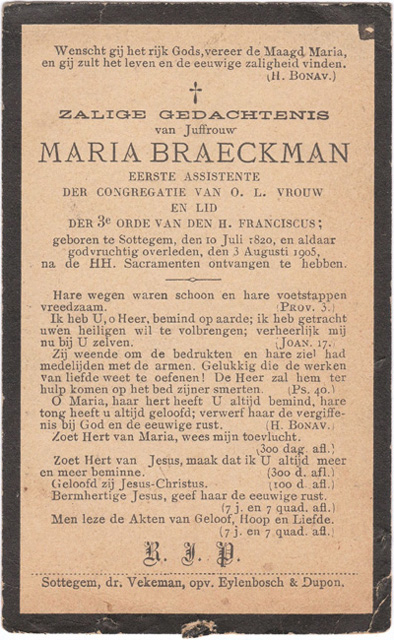 Wenscht gij het rijk Gods, vereer de Maagd Maria,
en gij zult het leven en de eeuwige zaligheid vinden.
(H. Bonav.)
ZALIGE GEDACHTENIS
van Juffrouw
MARIA BRAECKMAN
EERSTE ASSISTENTE
DER CONGREGATIE VAN O. L. VROUW
EN LID
DER 3e ORDE VAN DEN H. FRANCISCUS;
geboren te Sottegem, den 10 Juli 1820, en aldaar
godvruchtig overleden, den 3 Augusti 1905,
na de HH. Sacramenten ontvangen te hebben.
Hare wegen waren schoon en hare voetstappen
vreedzaam. (Prov. 3.)
Ik heb U, o Heer, bemind op aarde; ik heb getracht
uwen heiligen wil te volbrengen; verheerlijk mij
nu bij U zelven. (Joan. 17.)
Zij weende om de bedrukten en hare ziel had
medelijden met de armen. Gelukkig die de werken
van liefde weet te oefenen! De Heer zal hem ter
hulp komen op het bed zijner smerten. (Ps. 40.)
O Maria, haar hert heeft U altijd bemind, hare
tong heeft u altijd geloofd; verwerf haar de vergiffe-
nis bij God en de eeuwige rust. (H. Bonav.)
Zoet Hert van Maria, wees mijn toevlucht.
(300 dag. afl.)
Zoet Hert van Jesus, maak dat ik U altijd meer
en meer beminne. (300 d. afl.)
Geloofd zij Jesus-Christus. (100 d. afl.)
Bermhertige Jesus, geef haar de eeuwige rust.
(7 j. en 7 quad. afl.)
Men leze de Akten van Geloof, Hoop en Liefde.
(7 j. en 7 quad. afl.)
R. I. P.
Sottegem, dr. Vekeman, opv. Eylenbosch & Dupon.